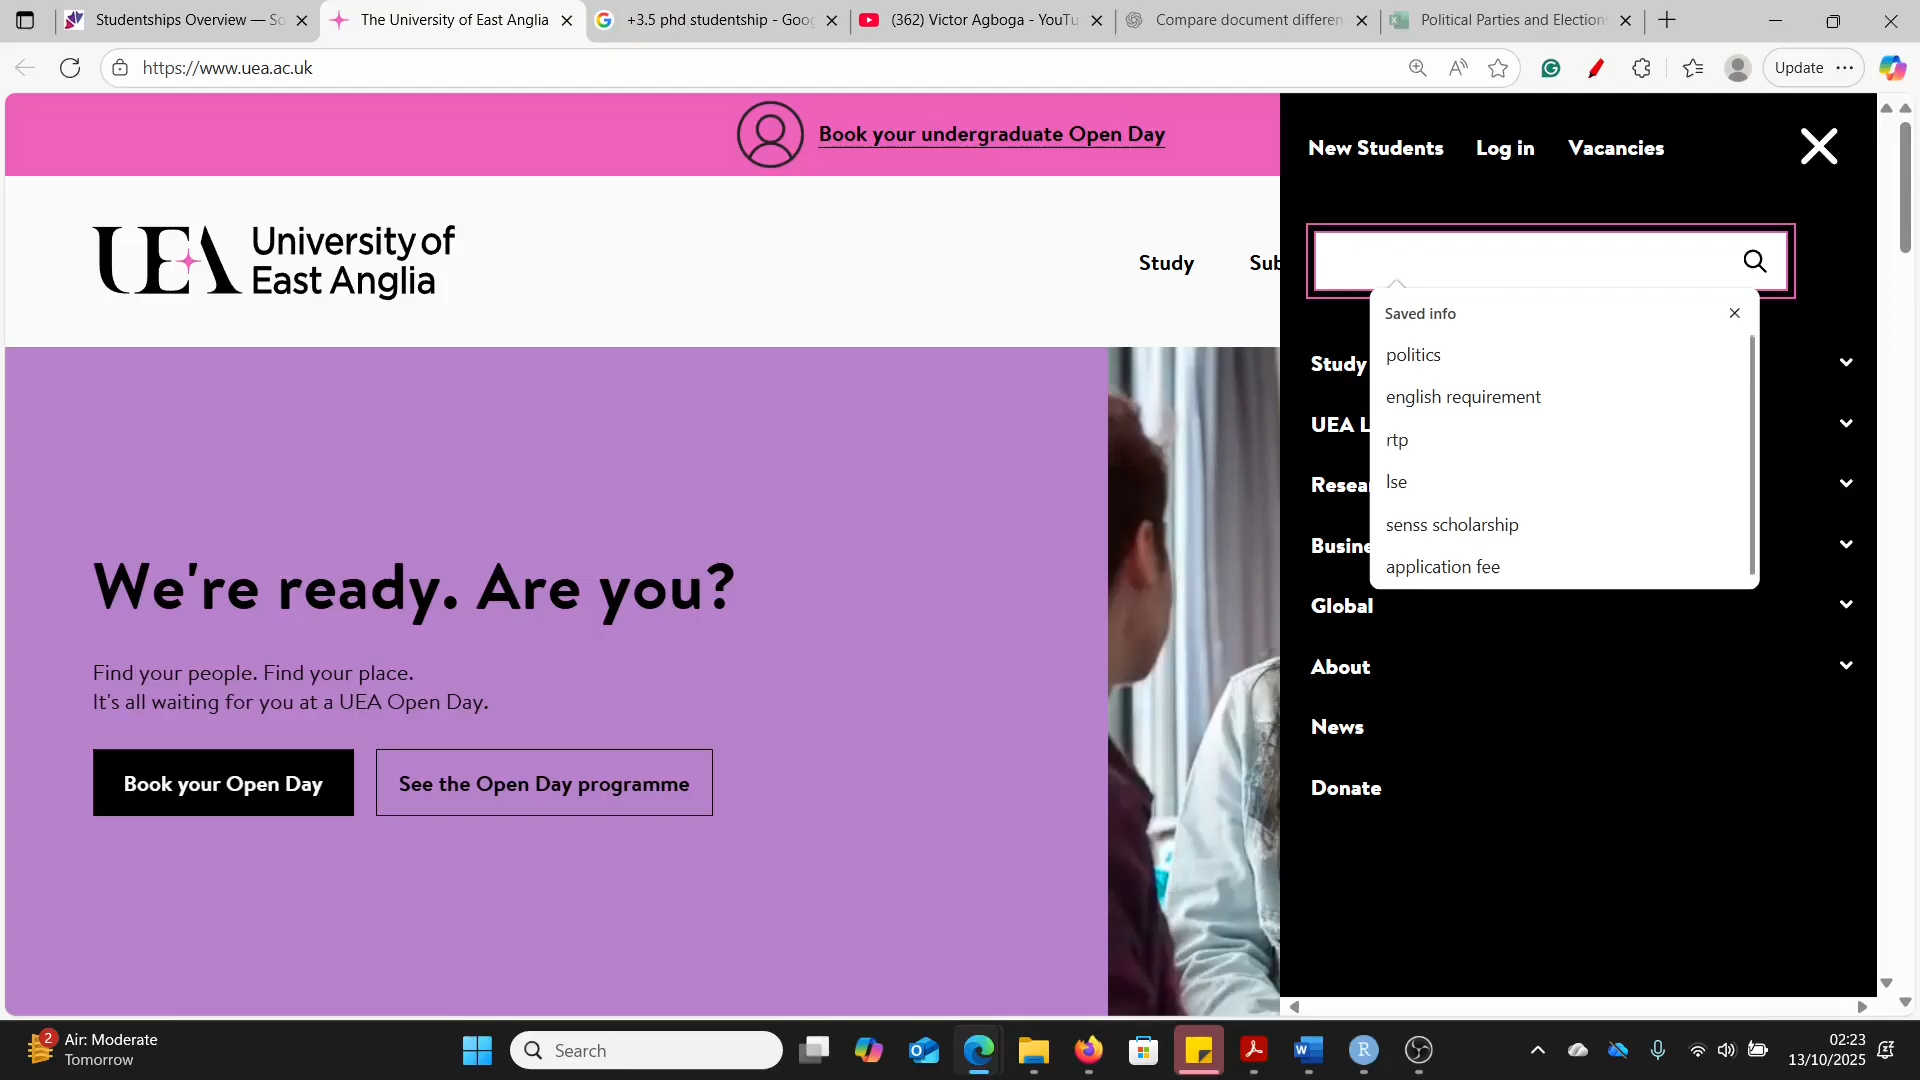 Studentships Overview — So
The University of East Anglia
+3.5 phd studentship - Goog
(362) Victor Agboga - YouTu
Compare document differen
Political Parties and Elections
https://www.uea.ac.uk
Update
Book your undergraduate Open Day
New Students
Log in
Vacancies
UEA University of
East Anglia
Study
Sub
Saved info
politics
english requirement
rtp
lse
senss scholarship
application fee
Study
UEA L
Resear
Busine
Global
About
News
Donate
We're ready. Are you?
Find your people. Find your place.
It's all waiting for you at a UEA Open Day.
Book your Open Day
See the Open Day programme
2
Air: Moderate
Tomorrow
Search
02:23
13/10/2025